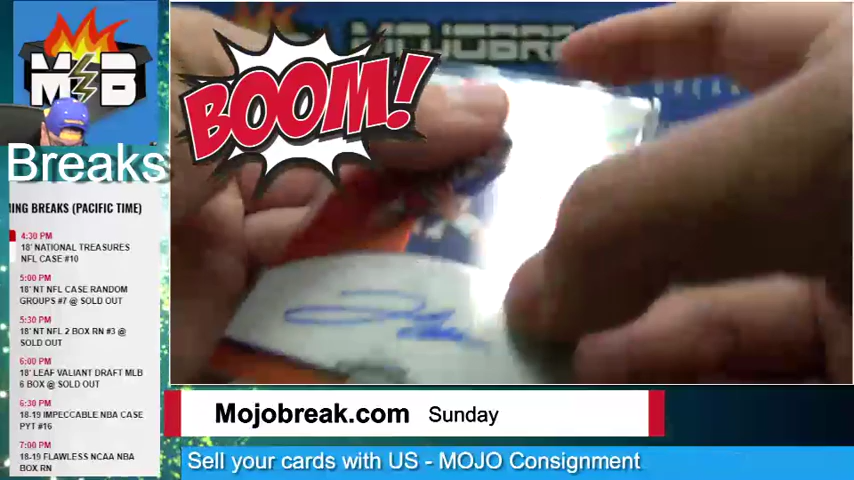 MB
MOJOBREA
BOOM!
Breaks
ING BREAKS (PACIFIC TIME)
4:30 PM
18' NATIONAL TREASURES
NFL CASE #10
5:00 PM
18' NT NFL CASE RANDOM
GROUPS #7 @ SOLD OUT
5:30 PM
18' NT NFL 2 BOX RN #3 @
SOLD OUT
6:00 PM
18' LEAF VALIANT DRAFT MLB
6 BOX @ SOLD OUT
6:30 PM
18-19 IMPECCABLE NBA CASE
PYT #16
7:00 PM
18-19 FLAWLESS NCAA NBA
BOX RN
Mojobreak.com Sunday
Sell your cards with US - MOJO Consignment